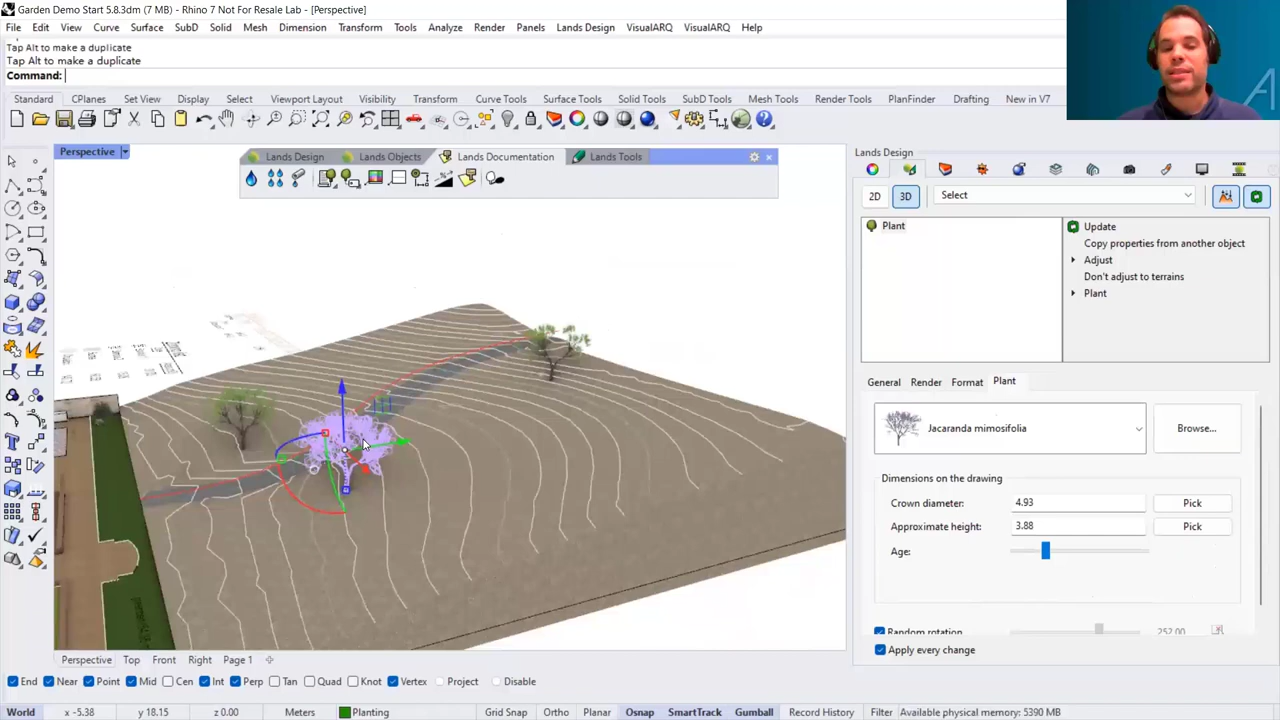 Garden Demo Start 5.8.3dm (7 MB) - Rhino 7 Not For Resale Lab - [Perspective]
File Edit View Curve Surface SubD Solid Mesh Dimension Transform Tools Analyze Render Panels Lands Design VisualARQ VisualARQ Help
Tap Alt to make a duplicate
Tap Alt to make a duplicate
Command:
Standard CPlanes Set View Display Select Viewport Layout Visibility Transform Curve Tools Surface Tools Solid Tools SubD Tools Mesh Tools Render Tools PlanFinder Drafting New in V7
Perspective
Lands Design Lands Objects Lands Documentation Lands Tools
Lands Design
2D 3D Select
Plant
Update
Copy properties from another object
Adjust
Don't adjust to terrains
Plant
General Render Format Plant
Jacaranda mimosifolia Browse...
Dimensions on the drawing
Crown diameter: 4.93 Pick
Approximate height: 3.88 Pick
Age:
Random rotation 252.00
Apply every change
Perspective Top Front Right Page 1
End Near Point Mid Cen Int Perp Tan Quad Knot Vertex Project Disable
World x -5.38 y 18.15 z 0.00 Meters Planting Grid Snap Ortho Planar Osnap SmartTrack Gumball Record History Filter Available physical memory: 5390 MB